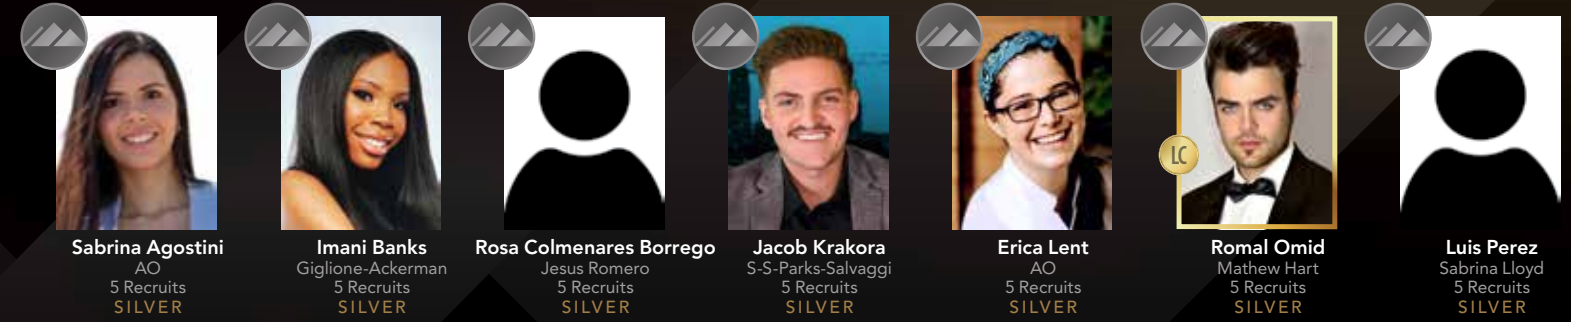 Sabrina Agostini
AO
5 Recruits
SILVER
Imani Banks
Giglione-Ackerman
5 Recruits
SILVER
Rosa Colmenares Borrego
Jesus Romero
5 Recruits
SILVER
Jacob Krakora
S-S-Parks-Salvaggi
5 Recruits
SILVER
Erica Lent
AO
5 Recruits
SILVER
LC
Romal Omid
Mathew Hart
5 Recruits
SILVER
Luis Perez
Sabrina Lloyd
5 Recruits
SILVER